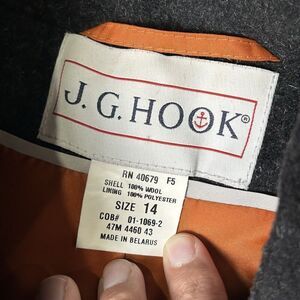 J. G. HOOK®
RN 40679 F5
SHELL 100% WOOL
LINING 100% POLYESTER
SIZE 14
COB# 01-1069-2
47M 4460 43
MADE IN BELARUS